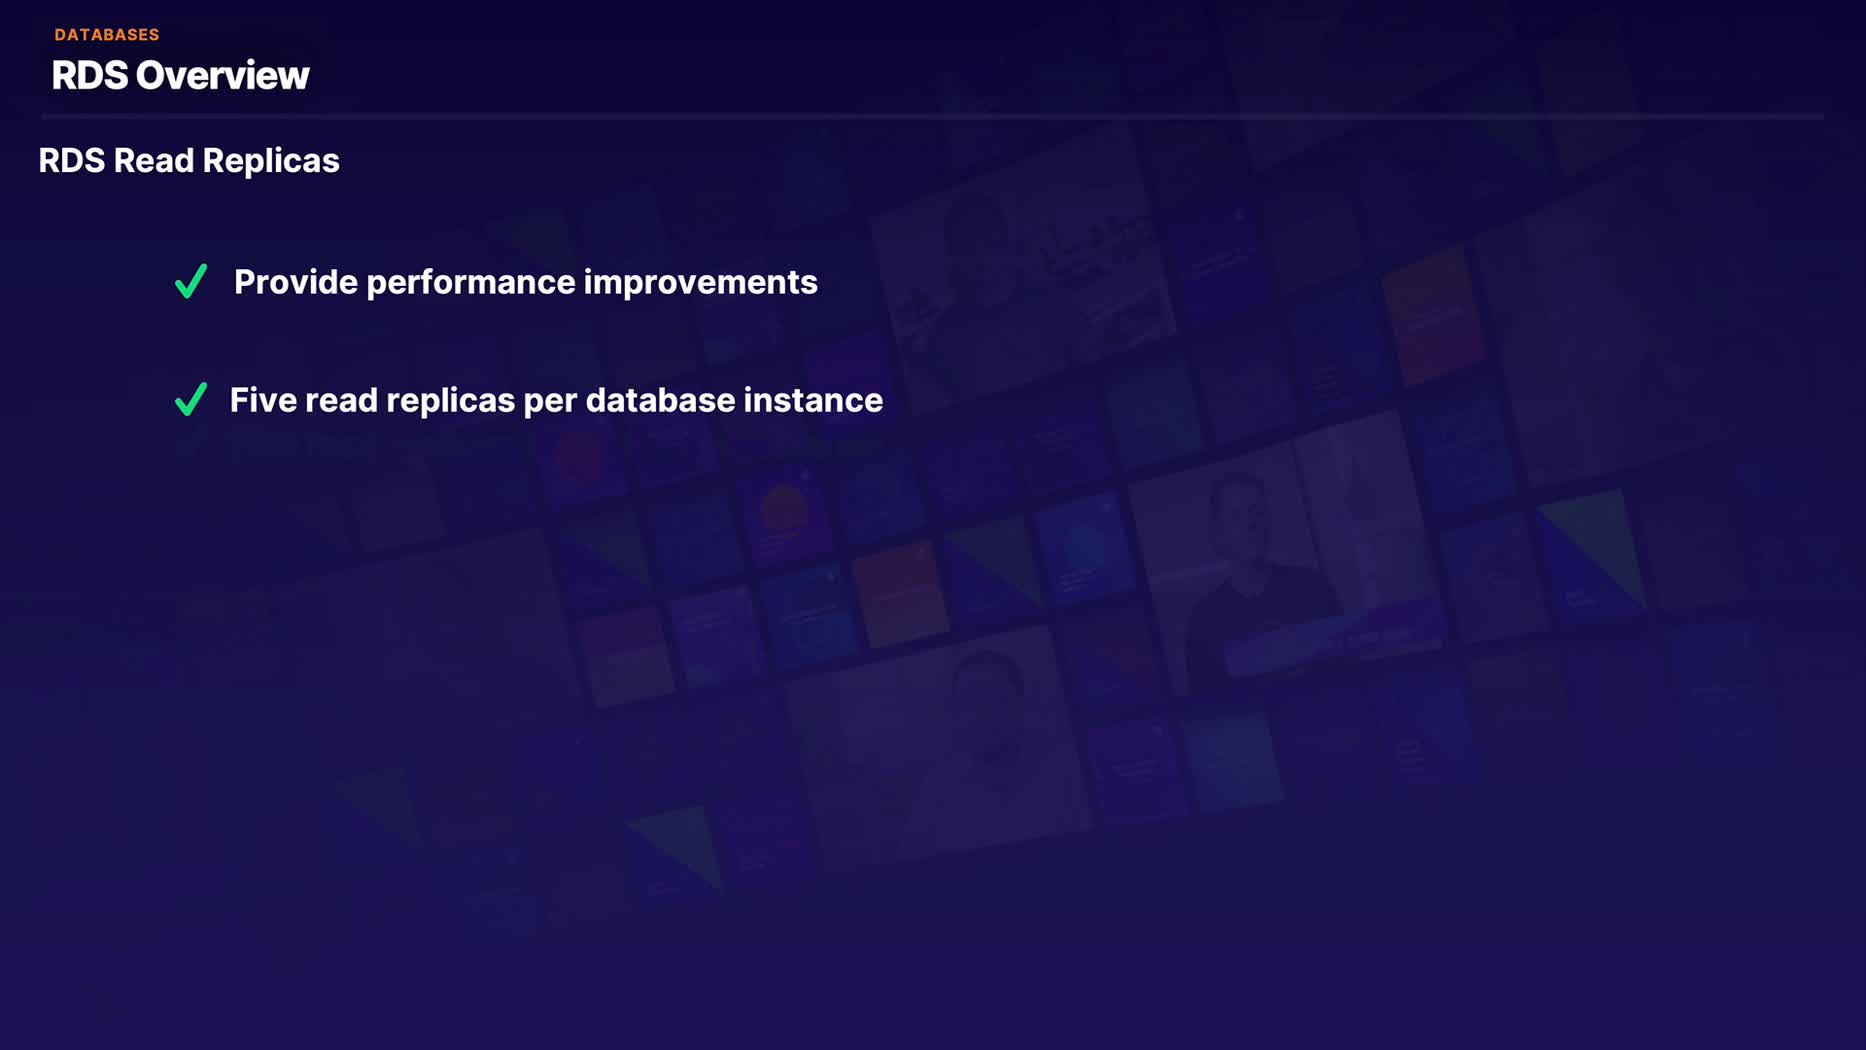 DATABASES
RDS Overview
RDS Read Replicas
Provide performance improvements
Five read replicas per database instance